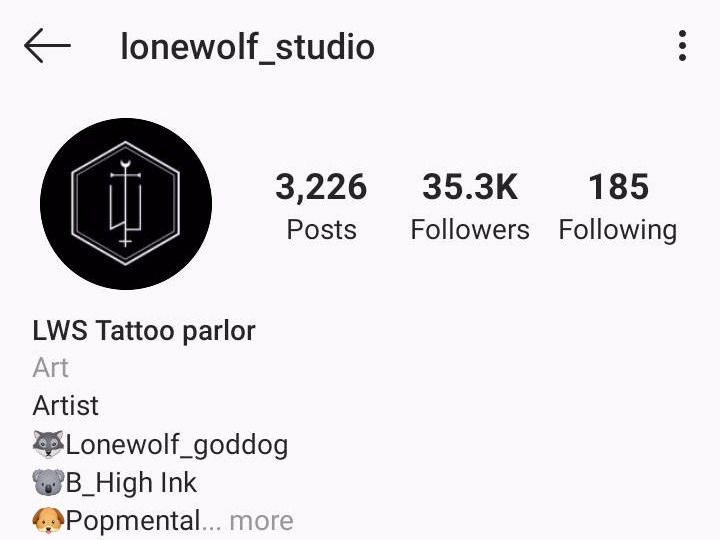 lonewolf_studio
3,226 35.3K 185
Posts Followers Following
LWS Tattoo parlor
Art
Artist
🐺Lonewolf_goddog
🐨B_High Ink
🐶Popmental... more